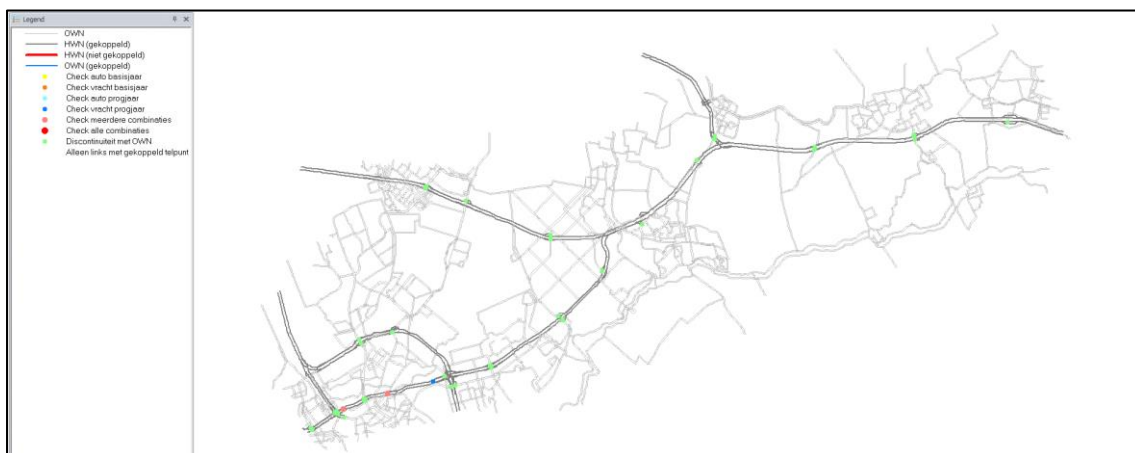 Legend
OWN
HWN (gekoppeld)
HWN (niet gekoppeld)
OWN (gekoppeld)
Check auto basisjaar
Check vracht basisjaar
Check auto progjaar
Check vracht progjaar
Check meerdere combinaties
Check alle combinaties
Discontinuiteit met OWN
Alleen links met gekoppeld telpunt